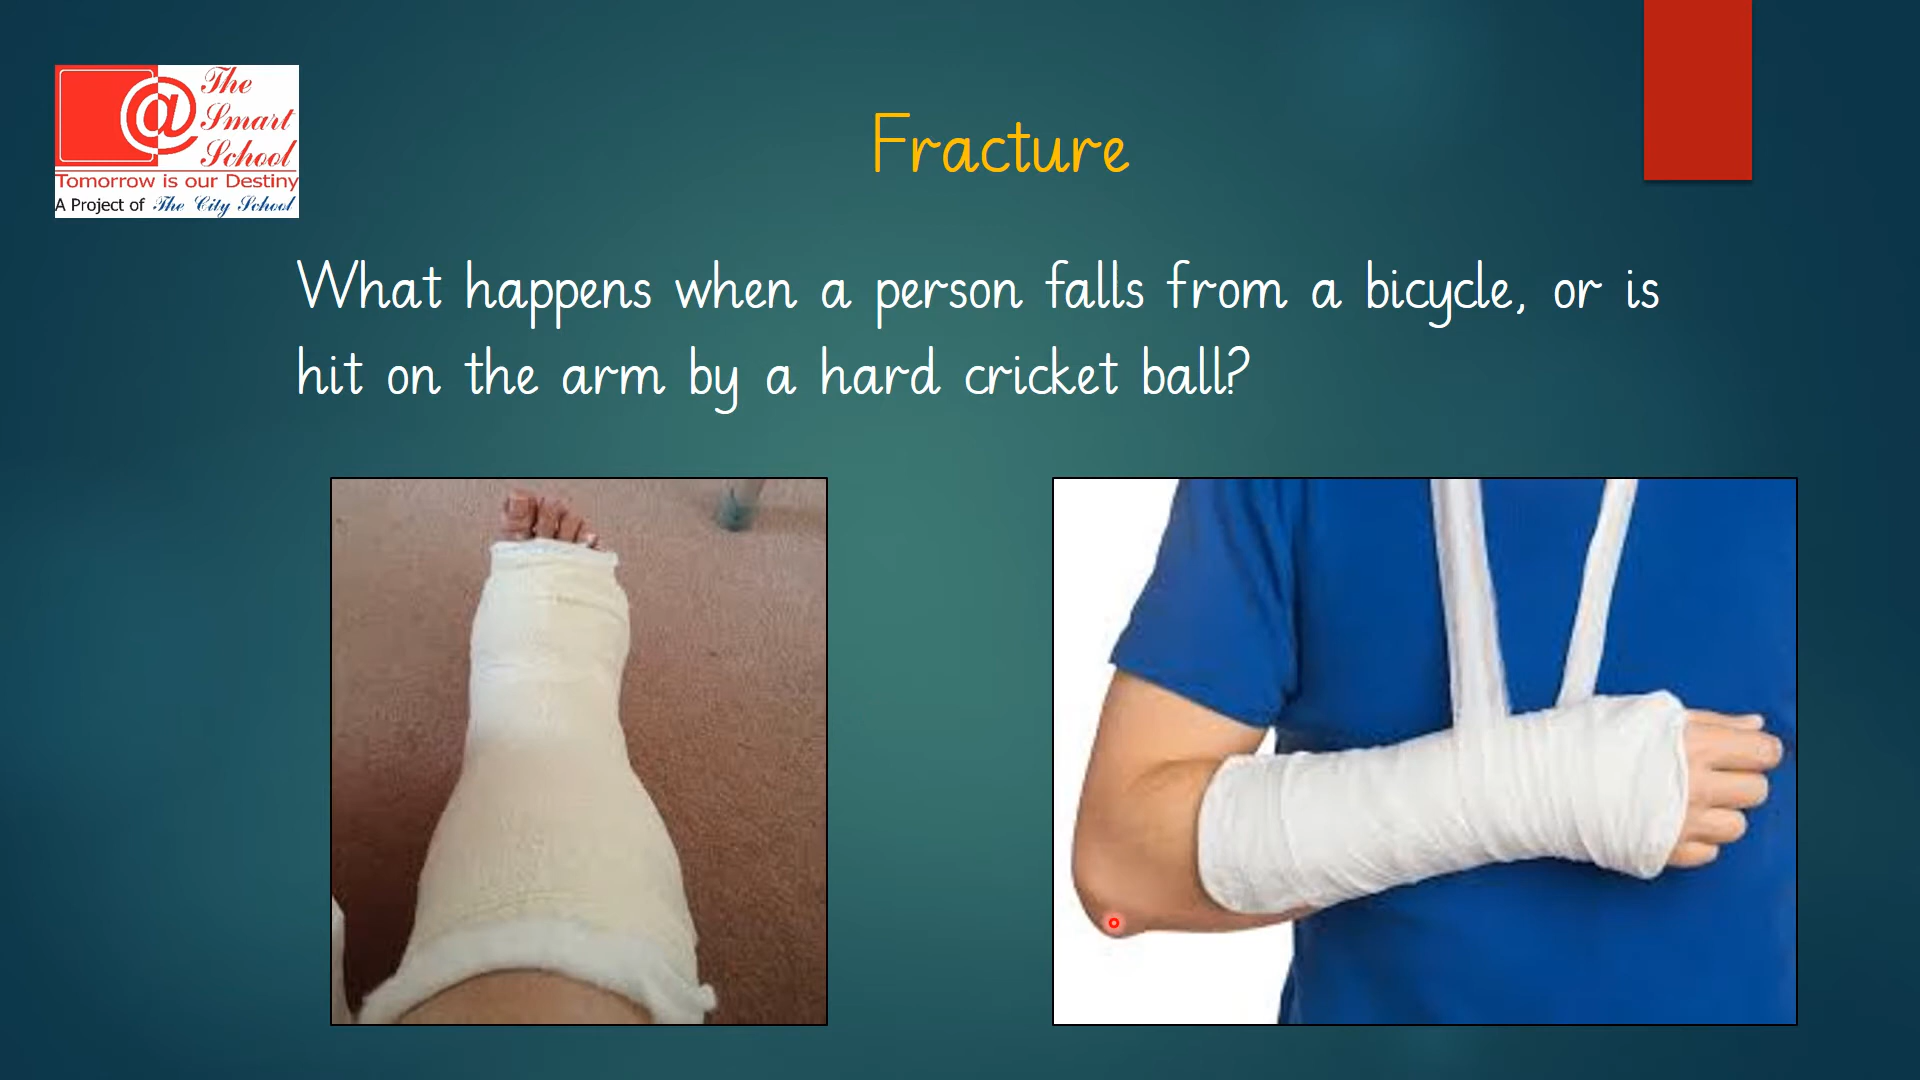 @
The
Smart
School
Tomorrow is our Destiny
A Project of The City School
Fracture
What happens when a person falls from a bicycle, or is
hit on the arm by a hard cricket ball?